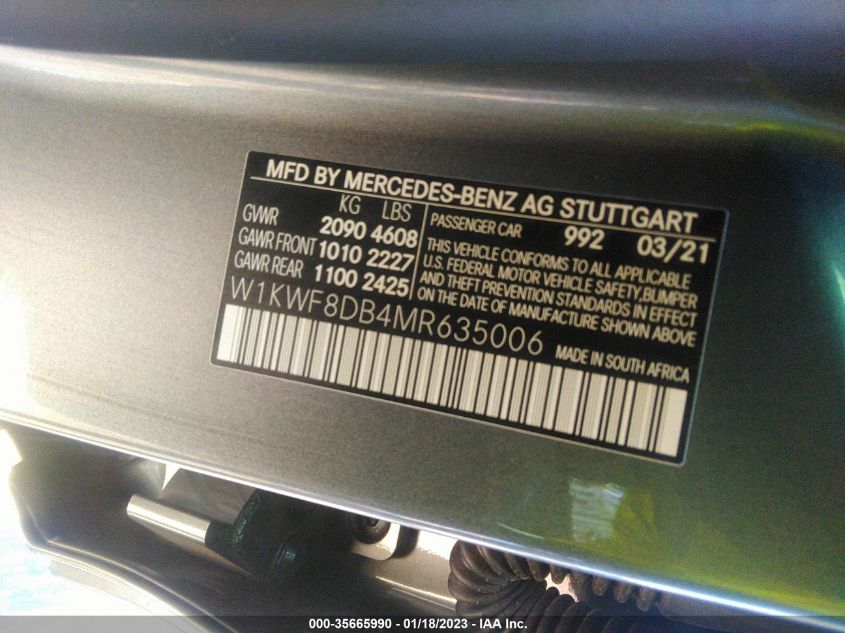 MFD BY MERCEDES-BENZ AG STUTTGART
KG LBS
GVWR 2090 4608
GAWR FRONT 1010 2227
GAWR REAR 1100 2425
PASSENGER CAR 992 03/21
THIS VEHICLE CONFORMS TO ALL APPLICABLE
U.S. FEDERAL MOTOR VEHICLE SAFETY,BUMPER
AND THEFT PREVENTION STANDARDS IN EFFECT
ON THE DATE OF MANUFACTURE SHOWN ABOVE
W1KWF8DB4MR635006
MADE IN SOUTH AFRICA
000-35665990 / 01/18/2023 - IAA Inc.